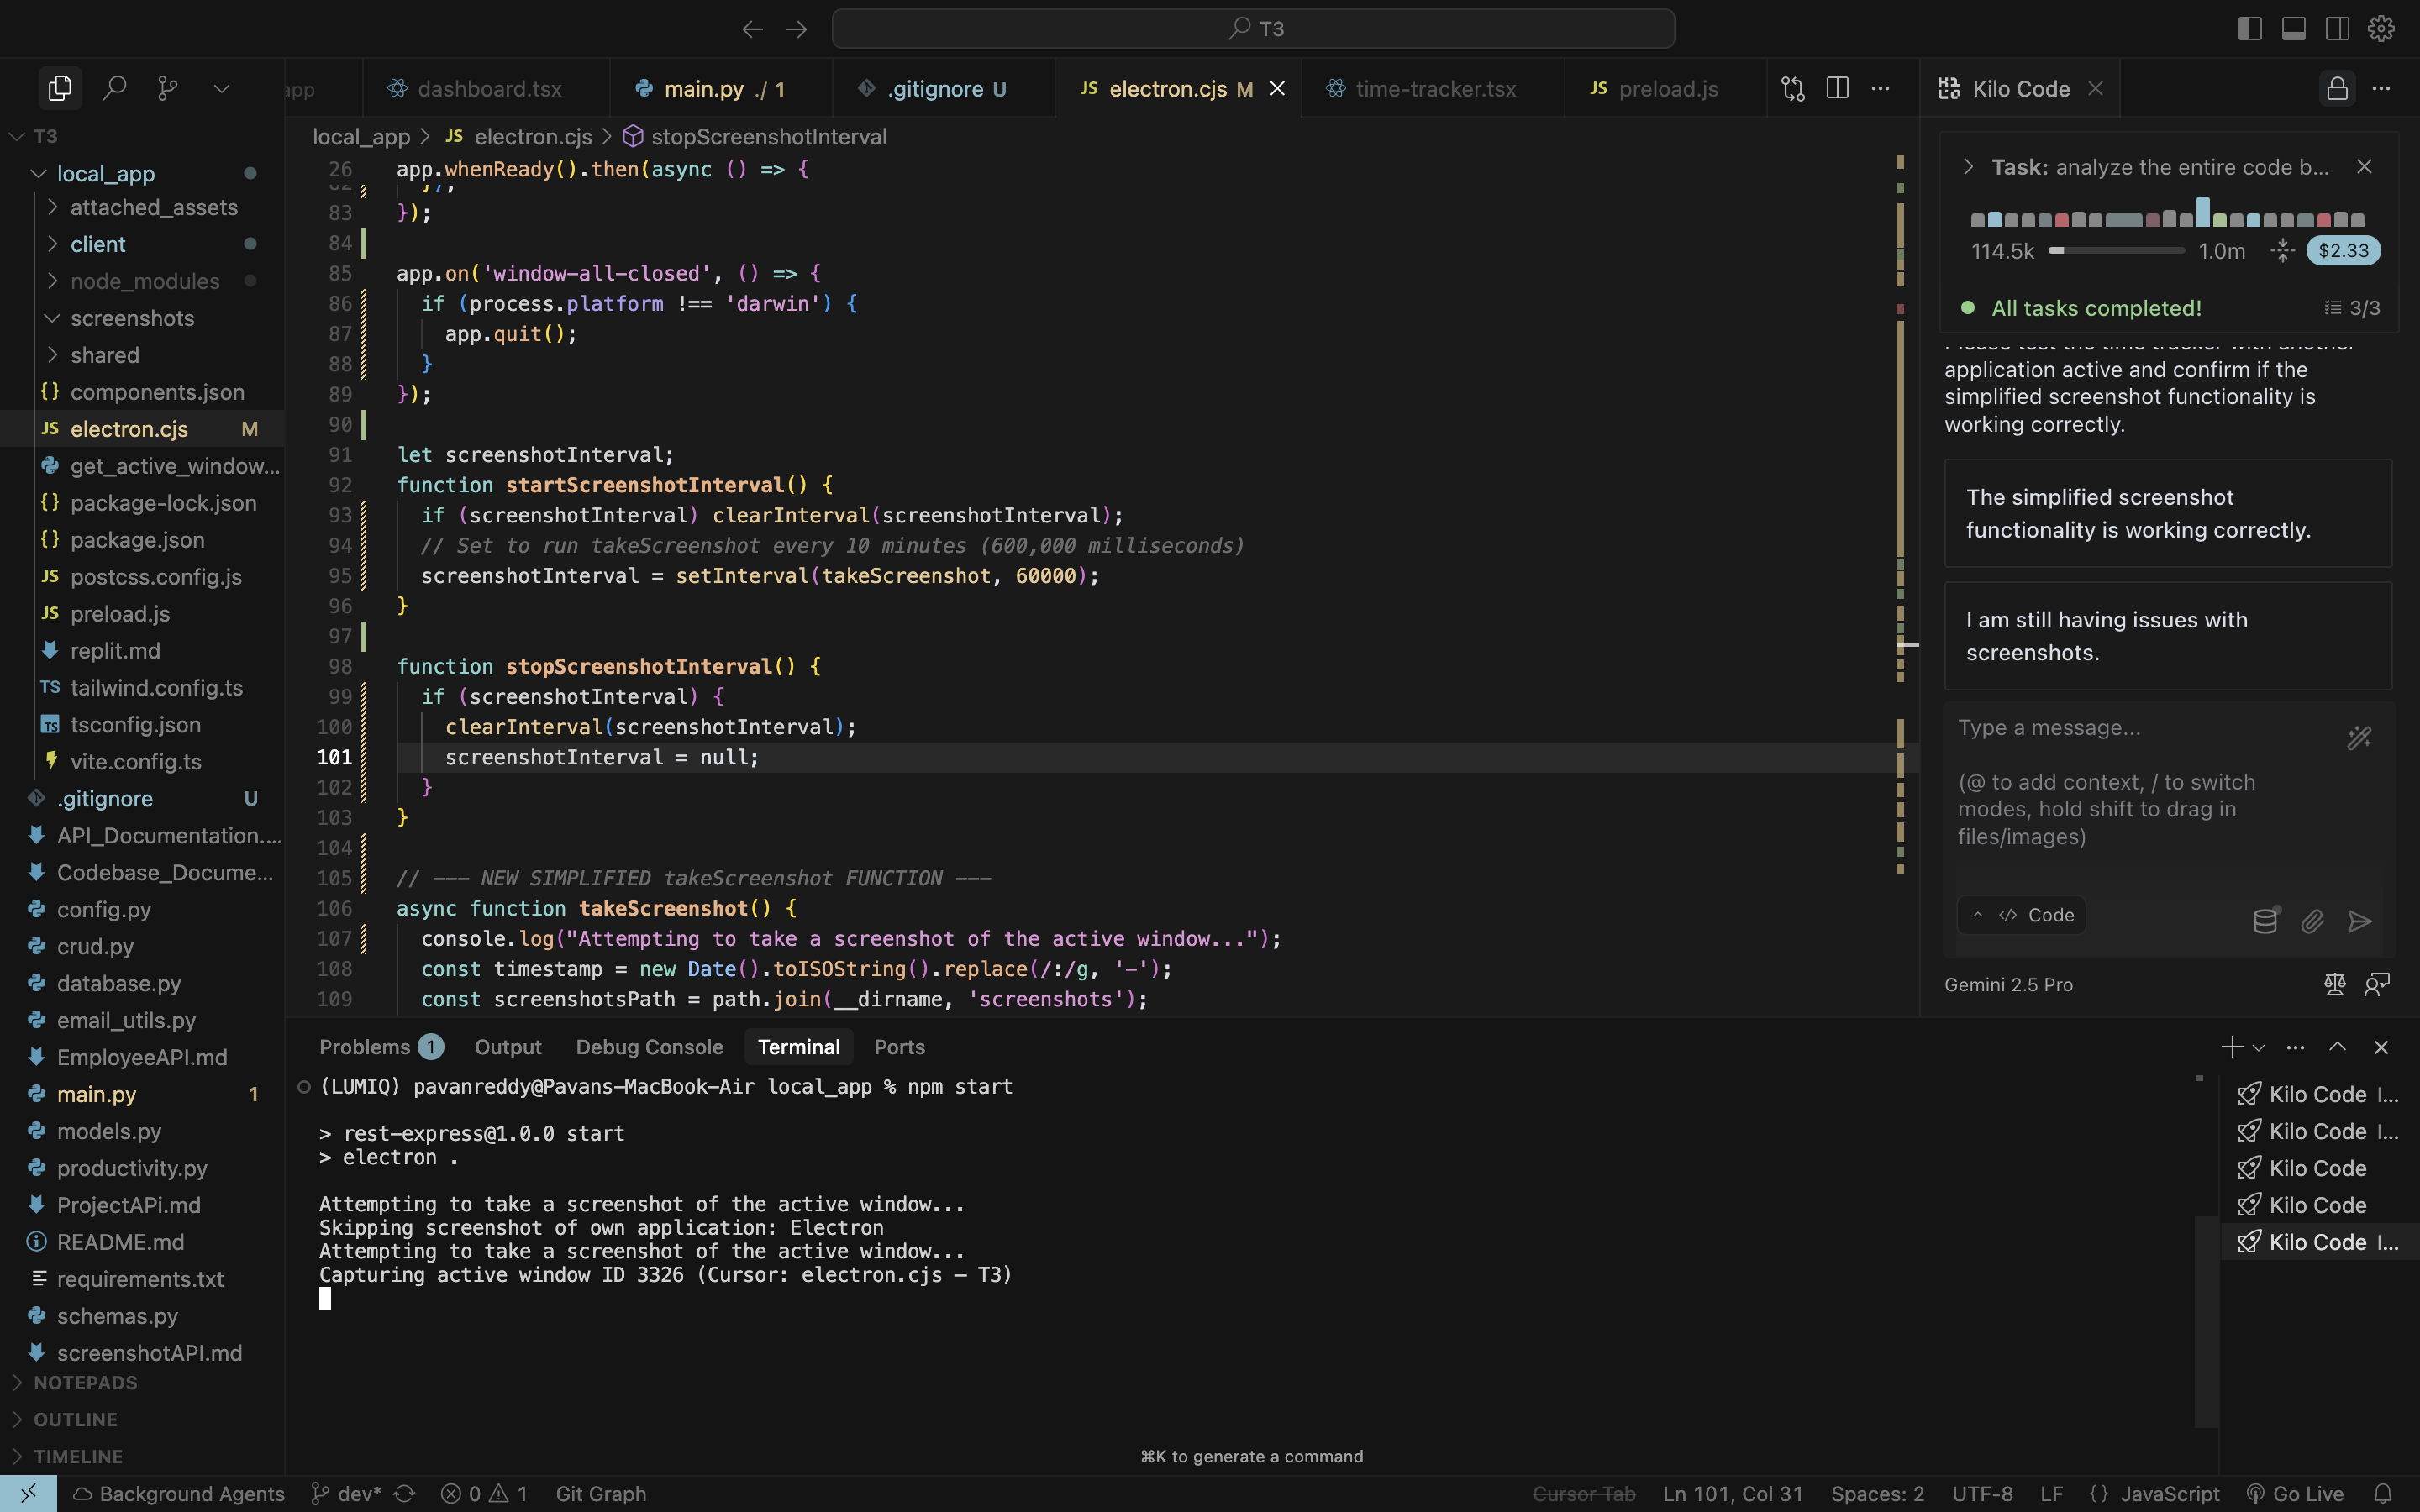 T3
app
dashboard.tsx
main.py ./ 1
.gitignore U
JS electron.cjs M
time-tracker.tsx
JS preload.js
Kilo Code
T3
local_app
attached_assets
client
node_modules
screenshots
shared
{} components.json
JS electron.cjs M
get_active_window...
{} package-lock.json
{} package.json
JS postcss.config.js
JS preload.js
replit.md
TS tailwind.config.ts
TS tsconfig.json
vite.config.ts
.gitignore U
API_Documentation....
Codebase_Docume...
config.py
crud.py
database.py
email_utils.py
EmployeeAPI.md
main.py 1
models.py
productivity.py
ProjectAPi.md
README.md
requirements.txt
schemas.py
screenshotAPI.md
NOTEPADS
OUTLINE
TIMELINE
local_app > JS electron.cjs > stopScreenshotInterval
26 app.whenReady().then(async () => {
82 });
83 });
84
85 app.on('window-all-closed', () => {
86 if (process.platform !== 'darwin') {
87 app.quit();
88 }
89 });
90
91 let screenshotInterval;
92 function startScreenshotInterval() {
93 if (screenshotInterval) clearInterval(screenshotInterval);
94 // Set to run takeScreenshot every 10 minutes (600,000 milliseconds)
95 screenshotInterval = setInterval(takeScreenshot, 60000);
96 }
97
98 function stopScreenshotInterval() {
99 if (screenshotInterval) {
100 clearInterval(screenshotInterval);
101 screenshotInterval = null;
102 }
103 }
104
105 // --- NEW SIMPLIFIED takeScreenshot FUNCTION ---
106 async function takeScreenshot() {
107 console.log("Attempting to take a screenshot of the active window...");
108 const timestamp = new Date().toISOString().replace(/:/g, '-');
109 const screenshotsPath = path.join(__dirname, 'screenshots');
Task: analyze the entire code b...
114.5k 1.0m $2.33
All tasks completed! 3/3
Please test the time tracker with another
application active and confirm if the
simplified screenshot functionality is
working correctly.
The simplified screenshot
functionality is working correctly.
I am still having issues with
screenshots.
Type a message...
(@ to add context, / to switch
modes, hold shift to drag in
files/images)
</> Code
Gemini 2.5 Pro
Problems 1 Output Debug Console Terminal Ports
(LUMIQ) pavanreddy@Pavans-MacBook-Air local_app % npm start
> rest-express@1.0.0 start
> electron .
Attempting to take a screenshot of the active window...
Skipping screenshot of own application: Electron
Attempting to take a screenshot of the active window...
Capturing active window ID 3326 (Cursor: electron.cjs — T3)
⌘K to generate a command
Kilo Code
Kilo Code
Kilo Code
Kilo Code
Kilo Code
Background Agents dev* 0 1 Git Graph Cursor Tab Ln 101, Col 31 Spaces: 2 UTF-8 LF {} JavaScript Go Live